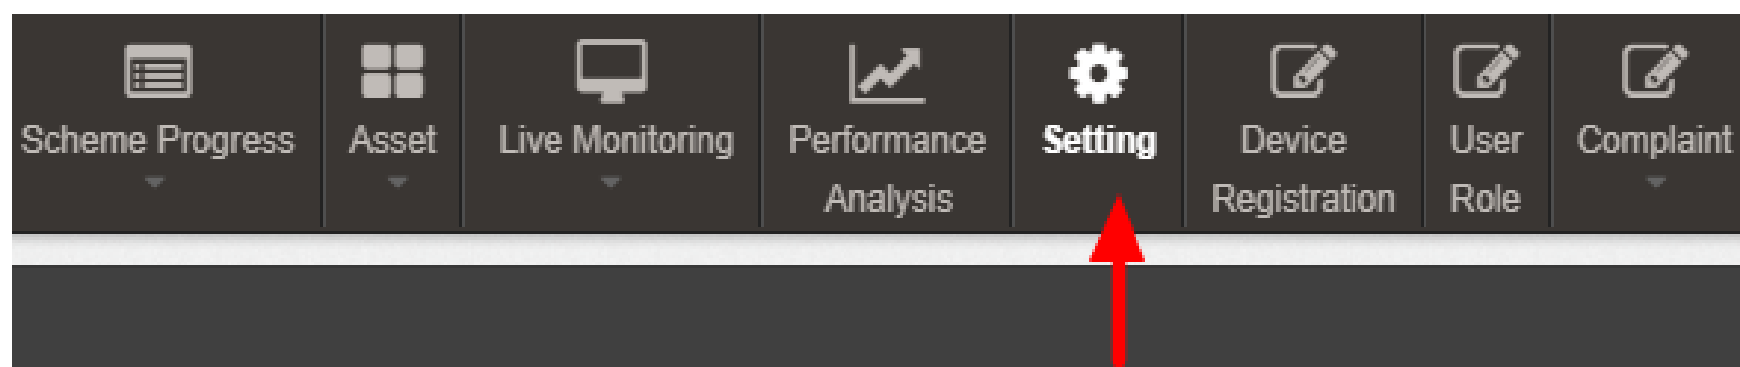 Scheme Progress
Asset
Live Monitoring
Performance
Analysis
Setting
Device
Registration
User
Role
Complaint